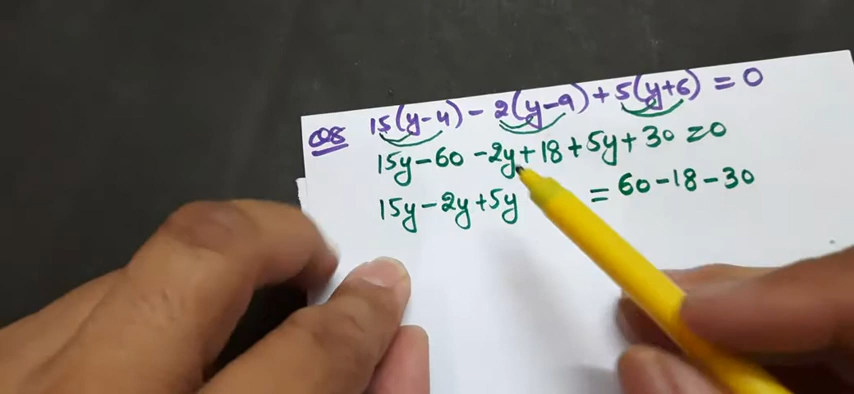 Q8 15(y-4) - 2(y-9) + 5(y+6) = 0
15y - 60 - 2y + 18 + 5y + 30 = 0
15y - 2y + 5y = 60 - 18 - 30